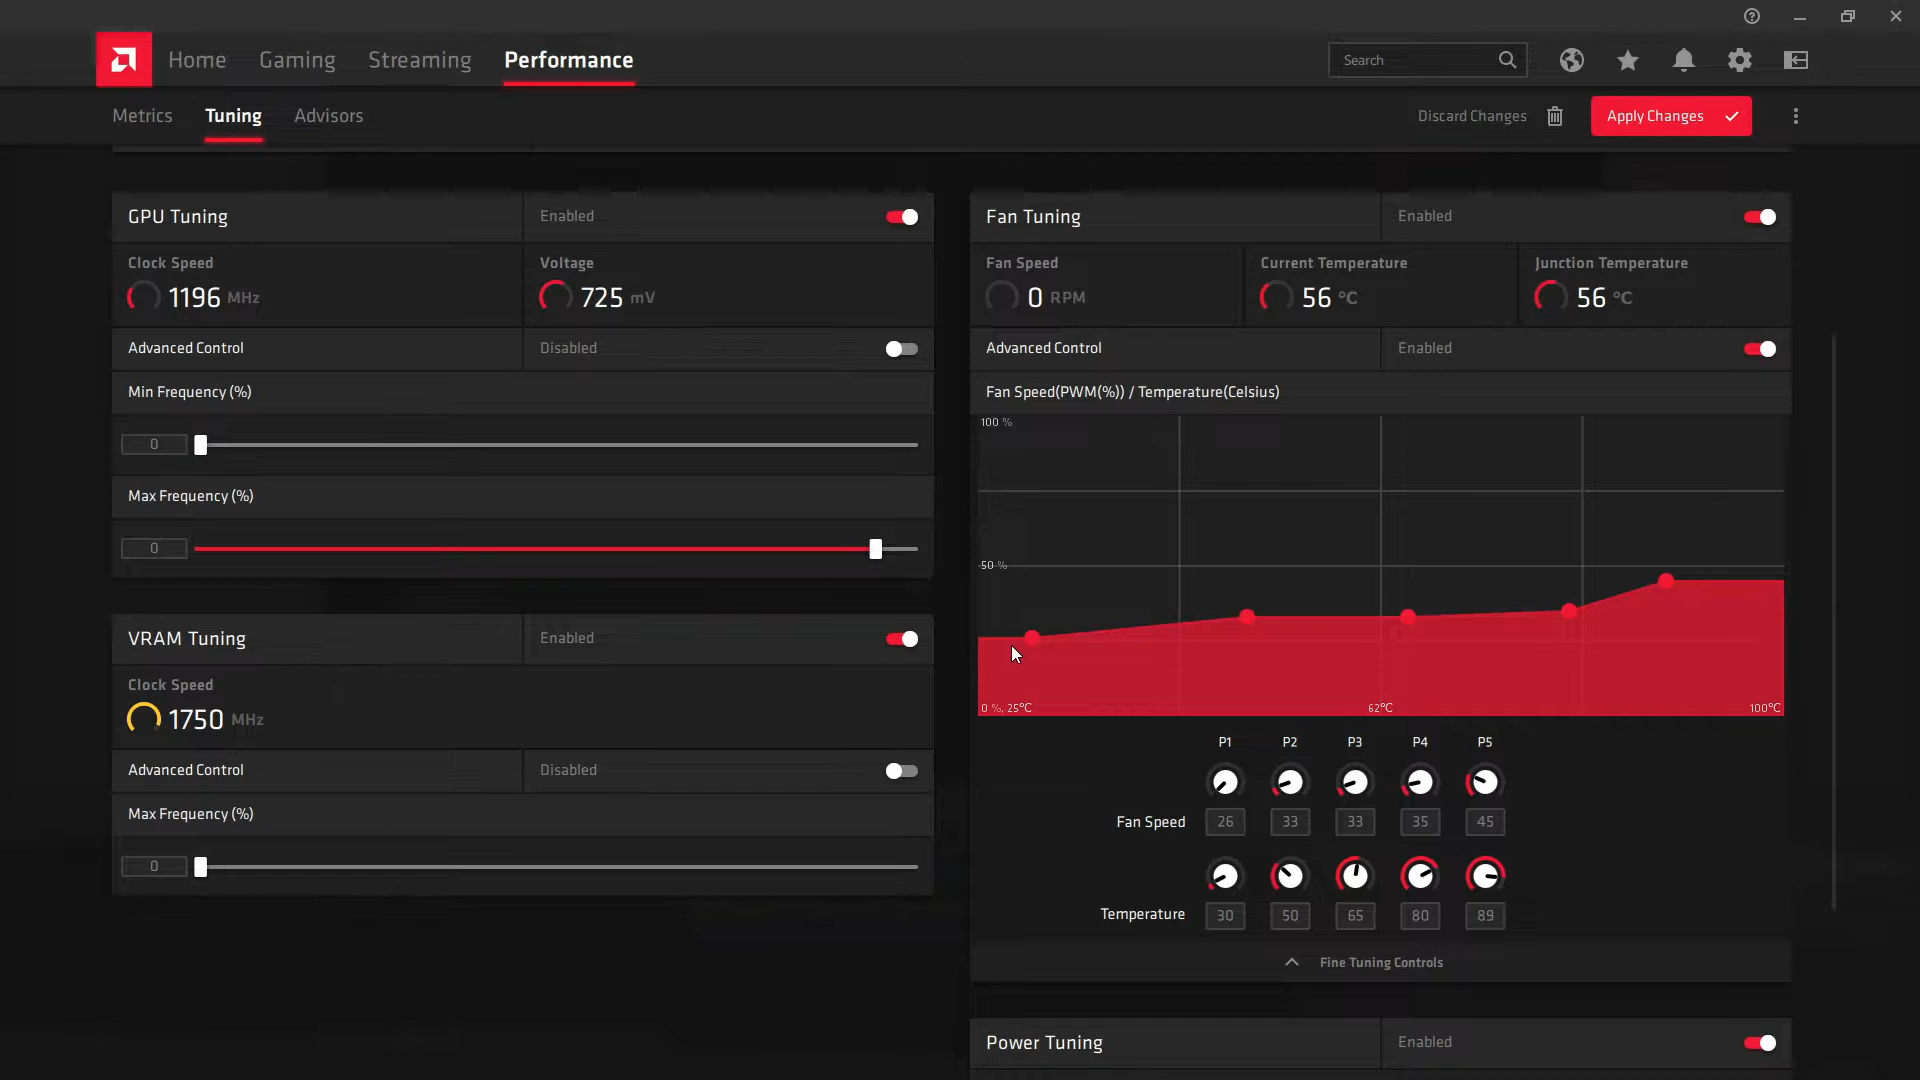 Home Gaming Streaming Performance
Search
Metrics Tuning Advisors
Discard Changes
Apply Changes
GPU Tuning
Enabled
Clock Speed
1196 MHz
Voltage
725 mV
Advanced Control
Disabled
Min Frequency (%)
0
Max Frequency (%)
0
VRAM Tuning
Enabled
Clock Speed
1750 MHz
Advanced Control
Disabled
Max Frequency (%)
0
Fan Tuning
Enabled
Fan Speed
0 RPM
Current Temperature
56 °C
Junction Temperature
56 °C
Advanced Control
Enabled
Fan Speed(PWM(%)) / Temperature(Celsius)
100 %
50 %
0 %, 25°C
62°C
100°C
P1 P2 P3 P4 P5
Fan Speed 26 33 33 35 45
Temperature 30 50 65 80 89
Fine Tuning Controls
Power Tuning
Enabled